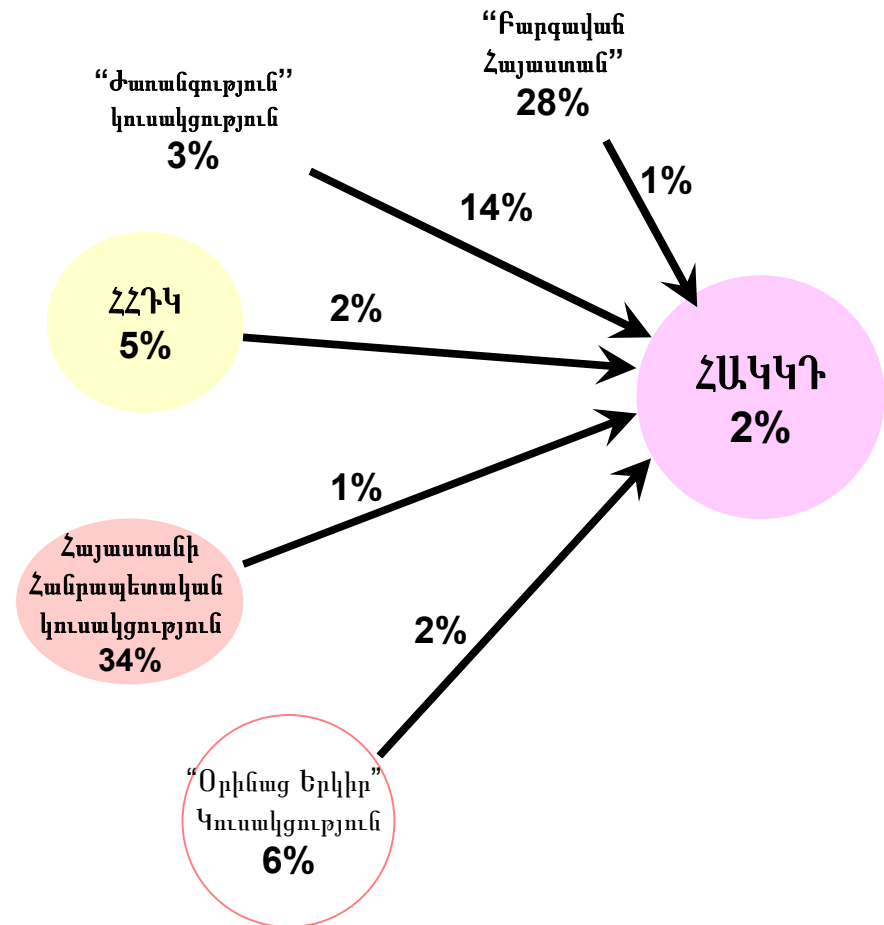 “Բարգավաճ
Հայաստան”
28%
“Ժառանգություն”
կուսակցություն
3%
1%
14%
ՀՀԴԿ
5%
2%
ՀԱԿԿԴ
2%
1%
Հայաստանի
Հանրապետական
կուսակցություն
34%
2%
“Օրինաց Երկիր”
Կուսակցություն
6%